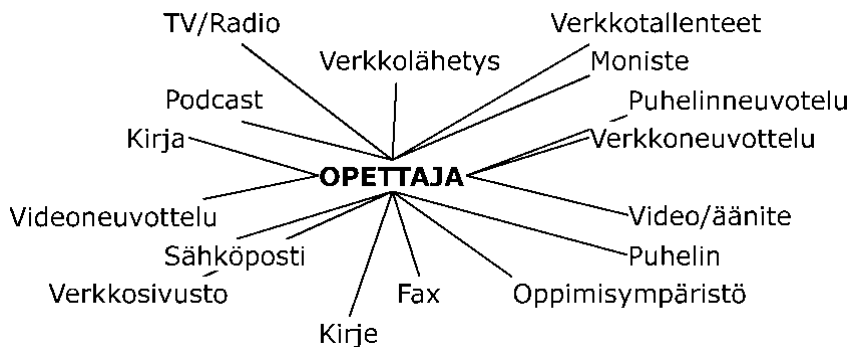 TV/Radio
Verkkotallenteet
Verkkolähetys
Moniste
Podcast
Puhelinneuvotelu
Kirja
Verkkoneuvottelu
OPETTAJA
Videoneuvottelu
Video/äänite
Sähköposti
Puhelin
Verkkosivusto
Fax
Oppimisympäristö
Kirje